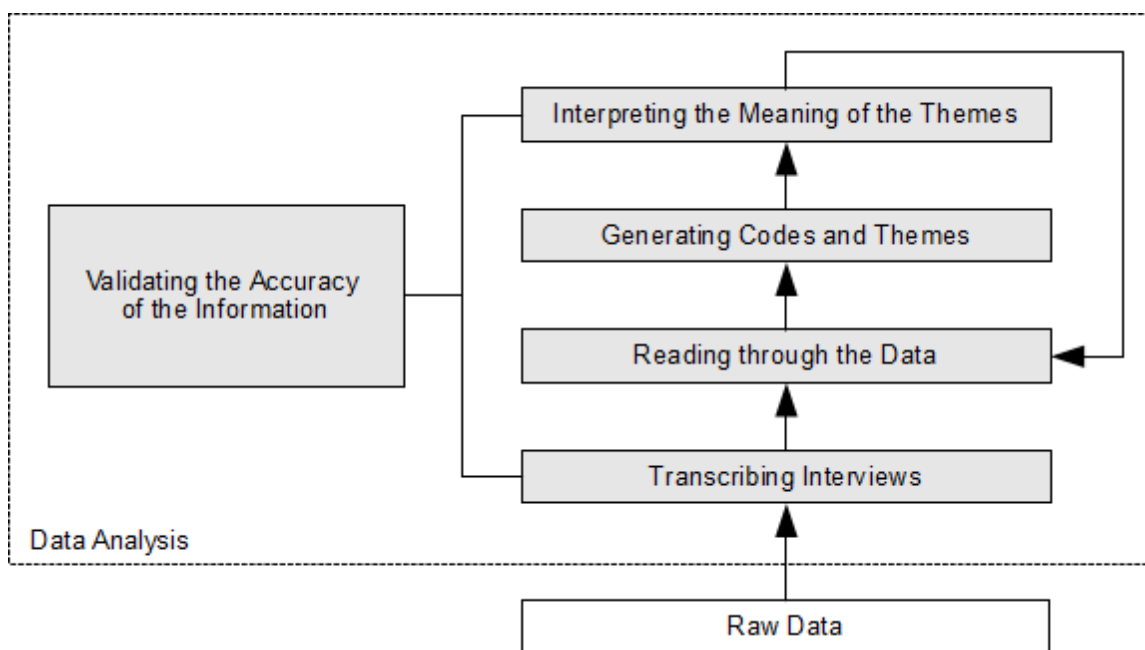 Interpreting the Meaning of the Themes
Generating Codes and Themes
Validating the Accuracy
of the Information
Reading through the Data
Transcribing Interviews
Data Analysis
Raw Data